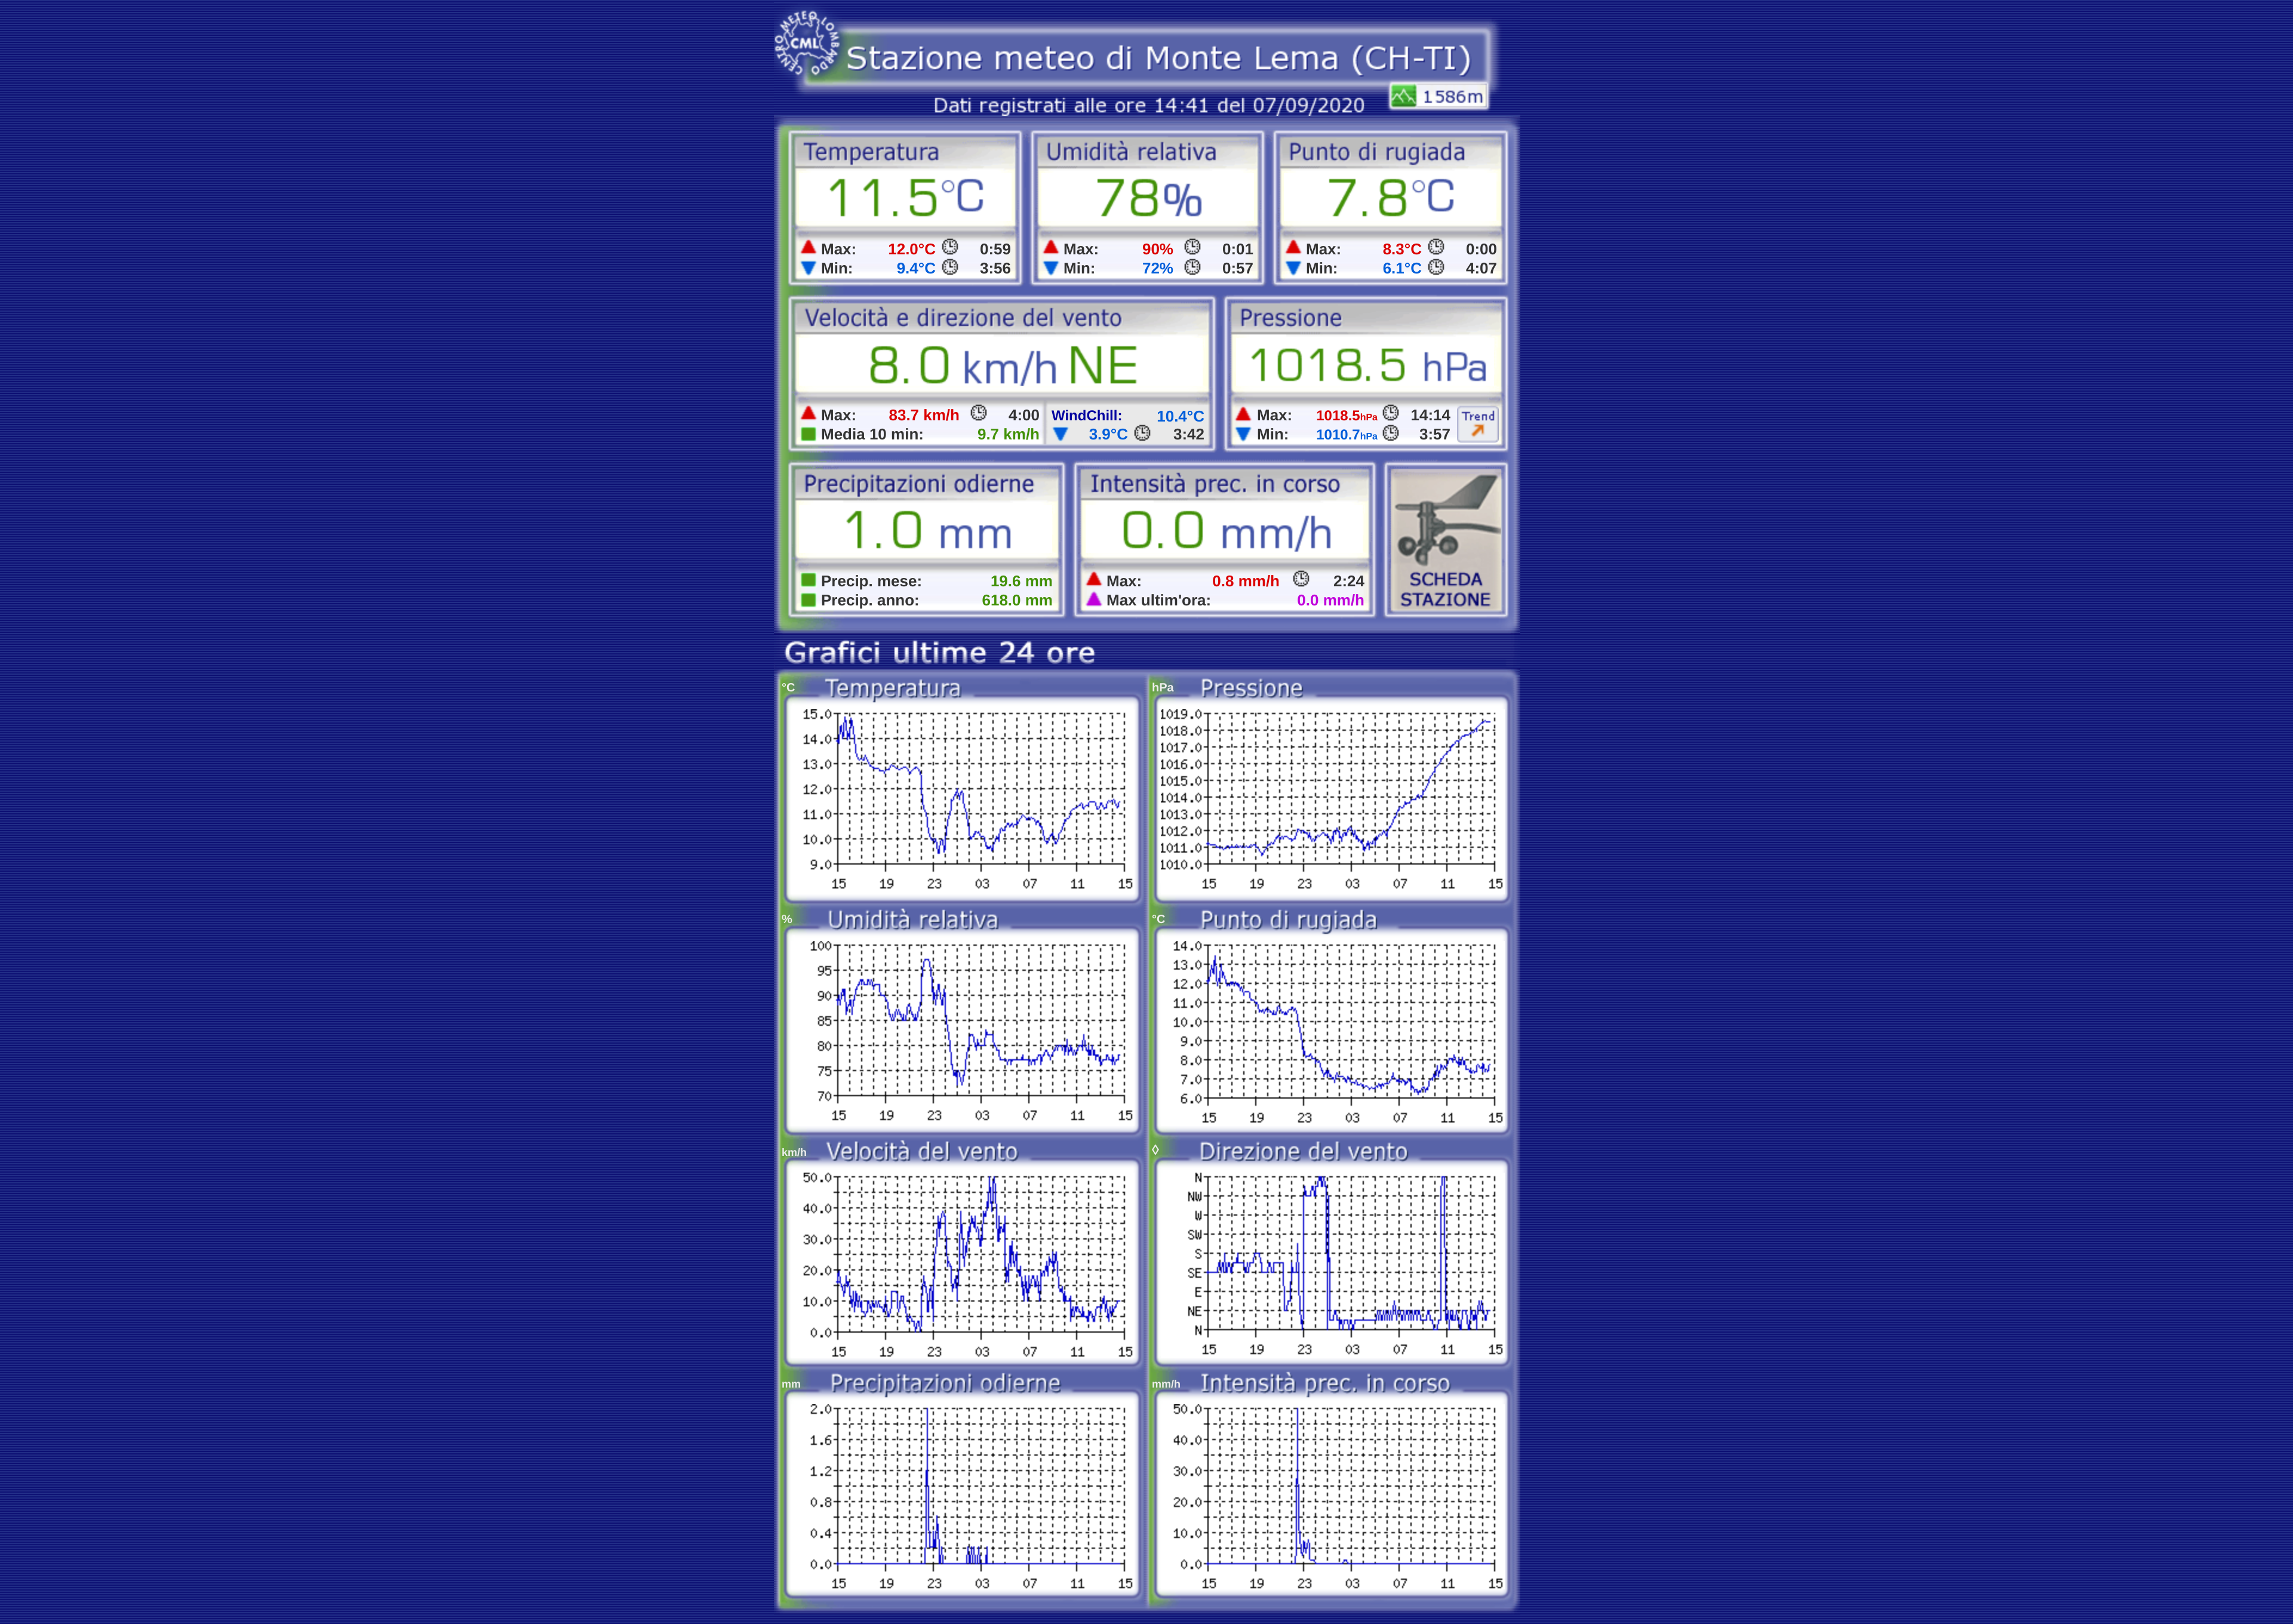 CENTRO METEO LOMBARDO
CML
Stazione meteo di Monte Lema (CH-TI)
Dati registrati alle ore 14:41 del 07/09/2020
1586m
Temperatura
11.5°C
Max: 12.0°C 0:59
Min: 9.4°C 3:56
Umidità relativa
78%
Max: 90% 0:01
Min: 72% 0:57
Punto di rugiada
7.8°C
Max: 8.3°C 0:00
Min: 6.1°C 4:07
Velocità e direzione del vento
8.0 km/h NE
Max: 83.7 km/h 4:00
Media 10 min: 9.7 km/h
WindChill: 10.4°C
3.9°C 3:42
Pressione
1018.5 hPa
Max: 1018.5hPa 14:14
Min: 1010.7hPa 3:57
Trend
Precipitazioni odierne
1.0 mm
Precip. mese: 19.6 mm
Precip. anno: 618.0 mm
Intensità prec. in corso
0.0 mm/h
Max: 0.8 mm/h 2:24
Max ultim'ora: 0.0 mm/h
SCHEDA
STAZIONE
Grafici ultime 24 ore
°C Temperatura
15.0
14.0
13.0
12.0
11.0
10.0
9.0
15 19 23 03 07 11 15
hPa Pressione
1019.0
1018.0
1017.0
1016.0
1015.0
1014.0
1013.0
1012.0
1011.0
1010.0
15 19 23 03 07 11 15
% Umidità relativa
100
95
90
85
80
75
70
15 19 23 03 07 11 15
°C Punto di rugiada
14.0
13.0
12.0
11.0
10.0
9.0
8.0
7.0
6.0
15 19 23 03 07 11 15
km/h Velocità del vento
50.0
40.0
30.0
20.0
10.0
0.0
15 19 23 03 07 11 15
◊ Direzione del vento
N
NW
W
SW
S
SE
E
NE
N
15 19 23 03 07 11 15
mm Precipitazioni odierne
2.0
1.6
1.2
0.8
0.4
0.0
15 19 23 03 07 11 15
mm/h Intensità prec. in corso
50.0
40.0
30.0
20.0
10.0
0.0
15 19 23 03 07 11 15